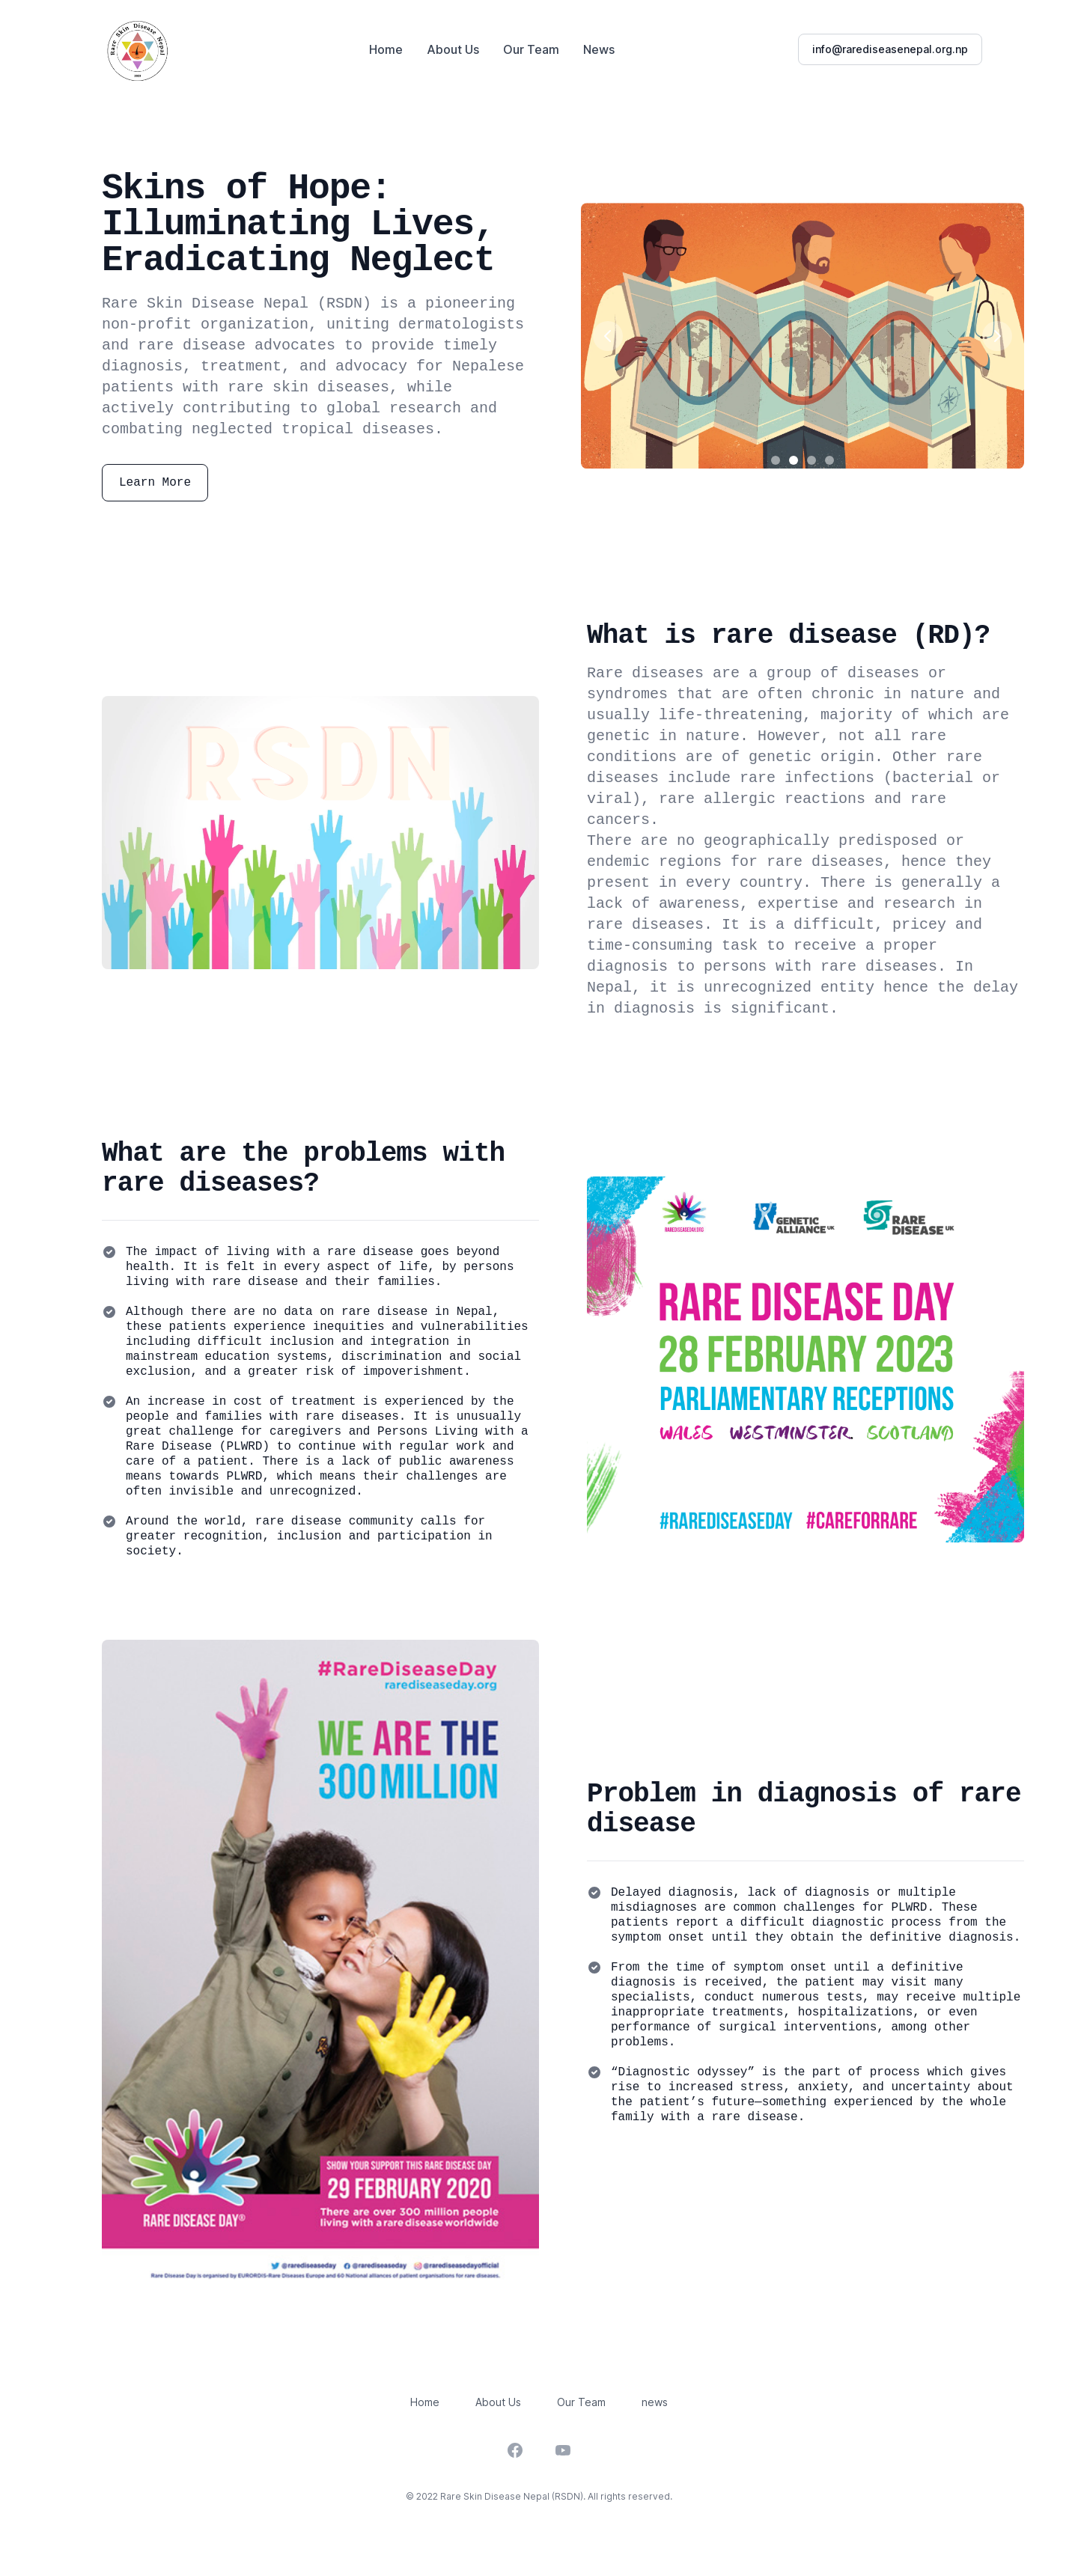 Rare Skin Disease Nepal
Home
About Us
Our Team
News
info@rarediseasenepal.org.np
Skins of Hope:
Illuminating Lives,
Eradicating Neglect
Rare Skin Disease Nepal (RSDN) is a pioneering
non-profit organization, uniting dermatologists
and rare disease advocates to provide timely
diagnosis, treatment, and advocacy for Nepalese
patients with rare skin diseases, while
actively contributing to global research and
combating neglected tropical diseases.
Learn More
RSDN
What is rare disease (RD)?
Rare diseases are a group of diseases or
syndromes that are often chronic in nature and
usually life-threatening, majority of which are
genetic in nature. However, not all rare
conditions are of genetic origin. Other rare
diseases include rare infections (bacterial or
viral), rare allergic reactions and rare
cancers.
There are no geographically predisposed or
endemic regions for rare diseases, hence they
present in every country. There is generally a
lack of awareness, expertise and research in
rare diseases. It is a difficult, pricey and
time-consuming task to receive a proper
diagnosis to persons with rare diseases. In
Nepal, it is unrecognized entity hence the delay
in diagnosis is significant.
What are the problems with
rare diseases?
The impact of living with a rare disease goes beyond
health. It is felt in every aspect of life, by persons
living with rare disease and their families.
Although there are no data on rare disease in Nepal,
these patients experience inequities and vulnerabilities
including difficult inclusion and integration in
mainstream education systems, discrimination and social
exclusion, and a greater risk of impoverishment.
An increase in cost of treatment is experienced by the
people and families with rare diseases. It is unusually
great challenge for caregivers and Persons Living with a
Rare Disease (PLWRD) to continue with regular work and
care of a patient. There is a lack of public awareness
means towards PLWRD, which means their challenges are
often invisible and unrecognized.
Around the world, rare disease community calls for
greater recognition, inclusion and participation in
society.
RAREDISEASEDAY.ORG
GENETIC
ALLIANCE UK
RARE
DISEASE UK
RARE DISEASE DAY
28 FEBRUARY 2023
PARLIAMENTARY RECEPTIONS
WALES WESTMINSTER SCOTLAND
#RAREDISEASEDAY #CAREFORRARE
#RareDiseaseDay
rarediseaseday.org
WE ARE THE
300 MILLION
SHOW YOUR SUPPORT THIS RARE DISEASE DAY
29 FEBRUARY 2020
There are over 300 million people
living with a rare disease worldwide
RARE DISEASE DAY®
@rarediseaseday @rarediseaseday @rarediseasedayofficial
Rare Disease Day is organised by EURORDIS-Rare Diseases Europe and 60 National alliances of patient organisations for rare diseases.
Problem in diagnosis of rare
disease
Delayed diagnosis, lack of diagnosis or multiple
misdiagnoses are common challenges for PLWRD. These
patients report a difficult diagnostic process from the
symptom onset until they obtain the definitive diagnosis.
From the time of symptom onset until a definitive
diagnosis is received, the patient may visit many
specialists, conduct numerous tests, may receive multiple
inappropriate treatments, hospitalizations, or even
performance of surgical interventions, among other
problems.
“Diagnostic odyssey” is the part of process which gives
rise to increased stress, anxiety, and uncertainty about
the patient’s future—something experienced by the whole
family with a rare disease.
Home
About Us
Our Team
news
© 2022 Rare Skin Disease Nepal (RSDN). All rights reserved.